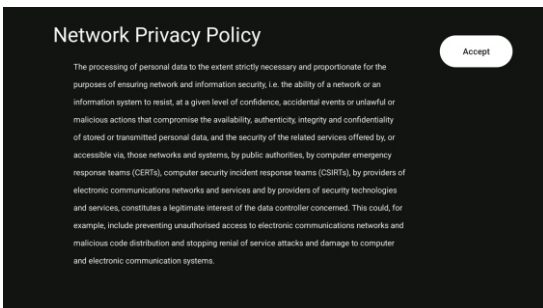 Network Privacy Policy
Accept
The processing of personal data to the extent strictly necessary and proportionate for the
purposes of ensuring network and information security, i.e. the ability of a network or an
information system to resist, at a given level of confidence, accidental events or unlawful or
malicious actions that compromise the availability, authenticity, integrity and confidentiality
of stored or transmitted personal data, and the security of the related services offered by, or
accessible via, those networks and systems, by public authorities, by computer emergency
response teams (CERTs), computer security incident response teams (CSIRTs), by providers of
electronic communications networks and services and by providers of security technologies
and services, constitutes a legitimate interest of the data controller concerned. This could, for
example, include preventing unauthorised access to electronic communications networks and
malicious code distribution and stopping renial of service attacks and damage to computer
and electronic communication systems.